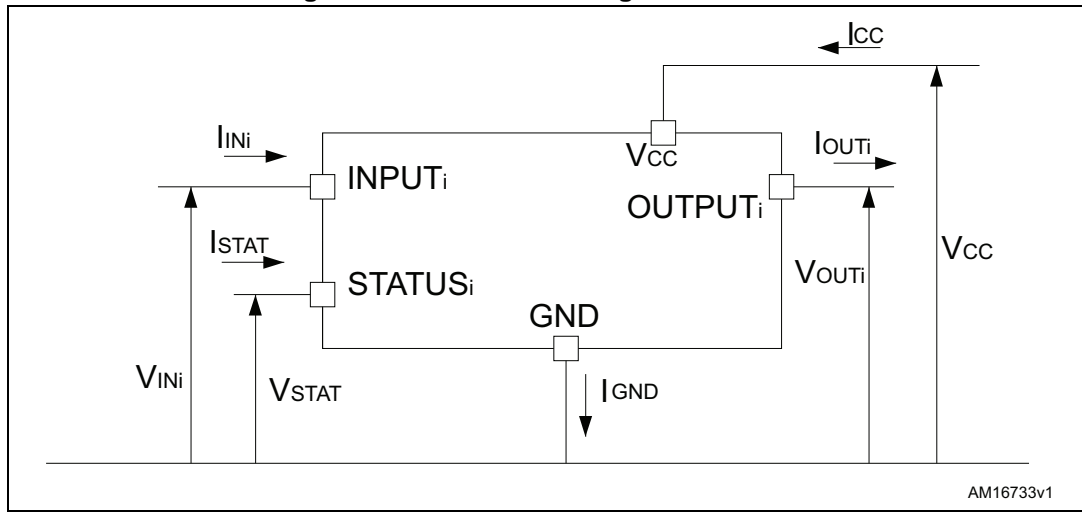 ICC
IINi
VCC
IOUTi
INPUTi
OUTPUTi
ISTAT
VCC
VOUTi
STATUSi
GND
VINi
VSTAT
IGND
AM16733v1